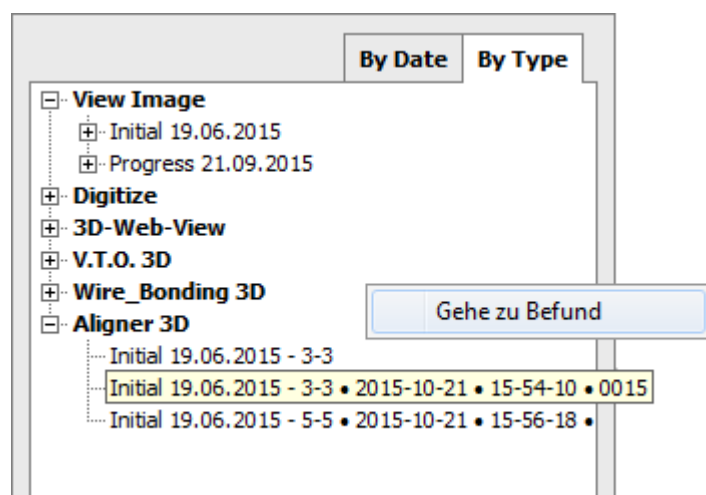 By Date By Type
View Image
Initial 19.06.2015
Progress 21.09.2015
Digitize
3D-Web-View
V.T.O. 3D
Wire_Bonding 3D
Gehe zu Befund
Aligner 3D
Initial 19.06.2015 - 3-3
Initial 19.06.2015 - 3-3 • 2015-10-21 • 15-54-10 • 0015
Initial 19.06.2015 - 5-5 • 2015-10-21 • 15-56-18 •